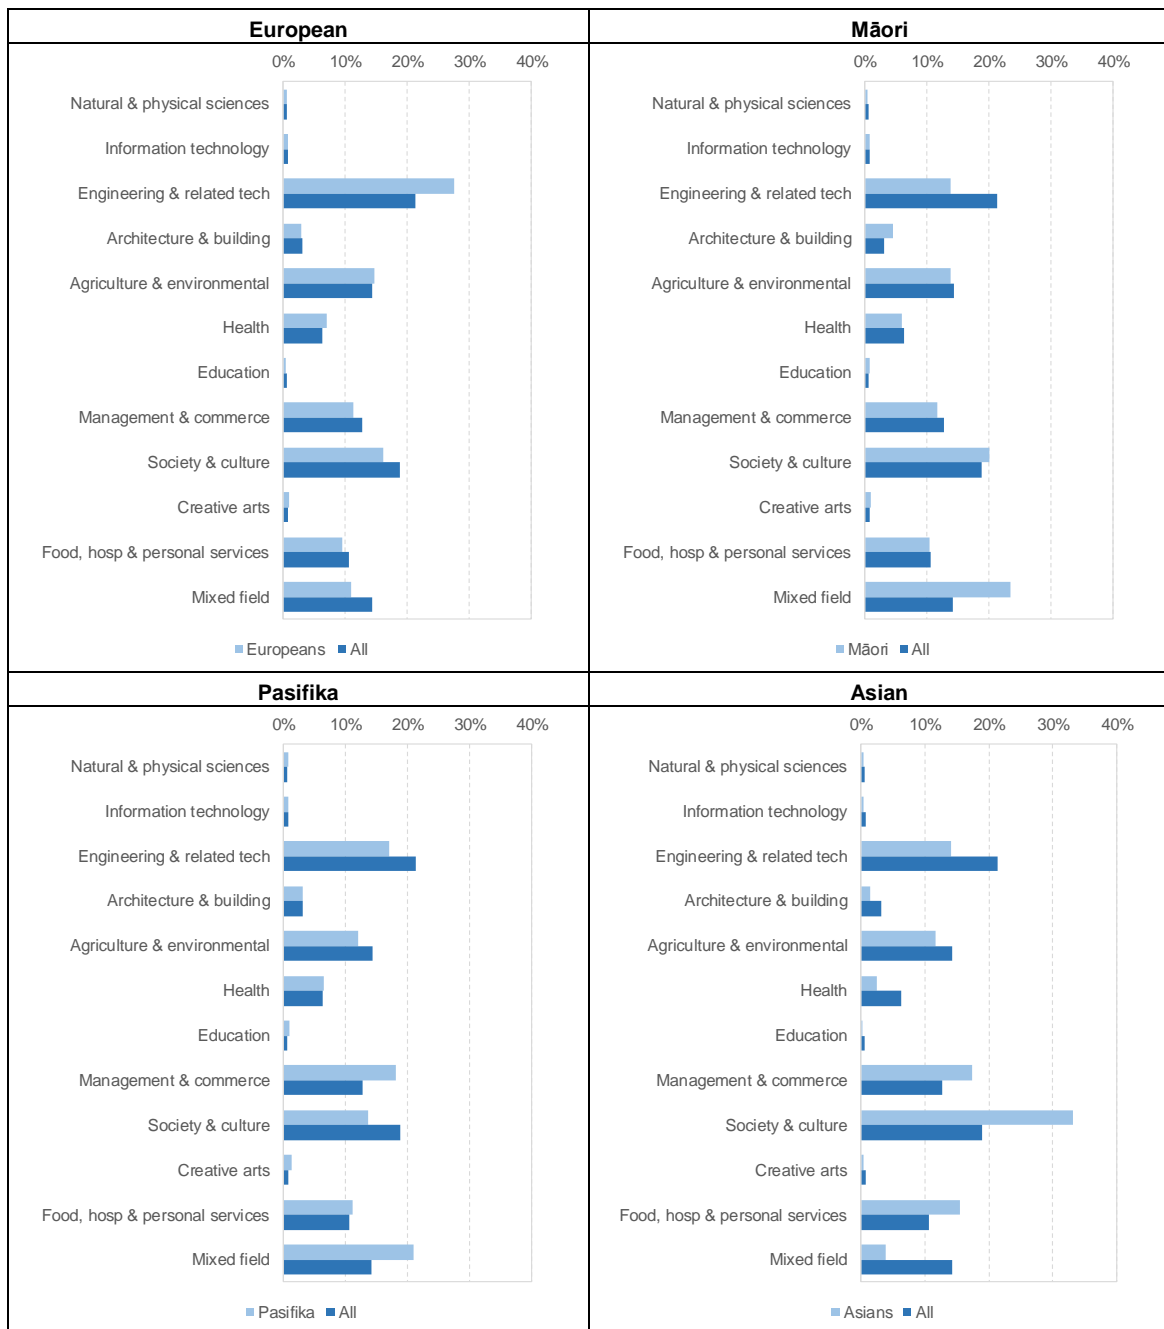 European
0% 10% 20% 30% 40%
Natural & physical sciences
Information technology
Engineering & related tech
Architecture & building
Agriculture & environmental
Health
Education
Management & commerce
Society & culture
Creative arts
Food, hosp & personal services
Mixed field
Europeans All
Māori
0% 10% 20% 30% 40%
Natural & physical sciences
Information technology
Engineering & related tech
Architecture & building
Agriculture & environmental
Health
Education
Management & commerce
Society & culture
Creative arts
Food, hosp & personal services
Mixed field
Māori All
Pasifika
0% 10% 20% 30% 40%
Natural & physical sciences
Information technology
Engineering & related tech
Architecture & building
Agriculture & environmental
Health
Education
Management & commerce
Society & culture
Creative arts
Food, hosp & personal services
Mixed field
Pasifika All
Asian
0% 10% 20% 30% 40%
Natural & physical sciences
Information technology
Engineering & related tech
Architecture & building
Agriculture & environmental
Health
Education
Management & commerce
Society & culture
Creative arts
Food, hosp & personal services
Mixed field
Asians All